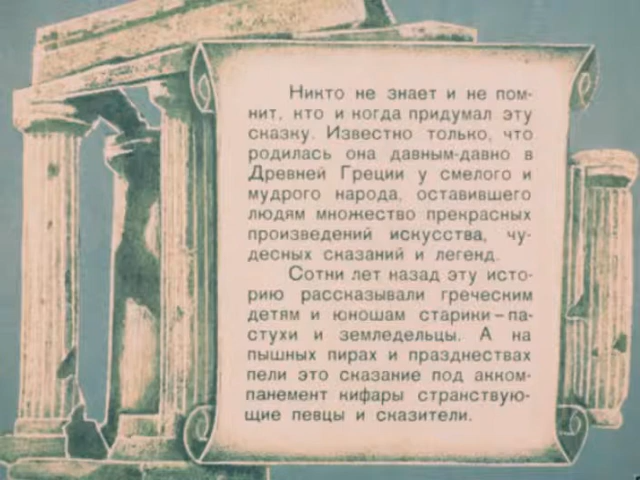 Никто не знает и не пом-
нит, кто и когда придумал эту
сказку. Известно только, что
родилась она давным-давно в
Древней Греции у смелого и
мудрого народа, оставившего
людям множество прекрасных
произведений искусства, чу-
десных сказаний и легенд.
Сотни лет назад эту исто-
рию рассказывали греческим
детям и юношам старики-па-
стухи и земледельцы. А на
пышных пирах и празднествах
пели это сказание под акком-
панемент кифары странствую-
щие певцы и сказители.